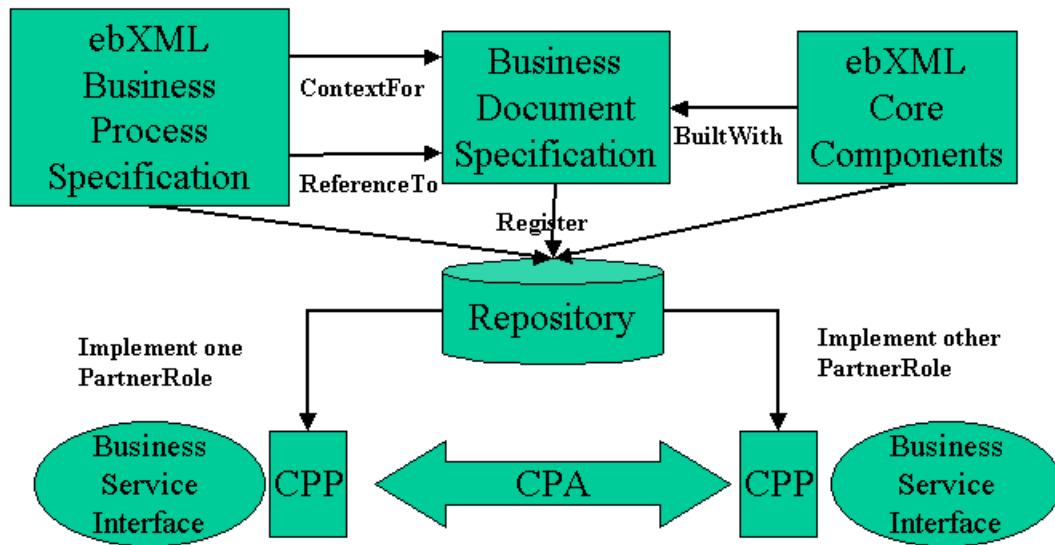 ebXML
Business
Process
Specification
ContextFor
ReferenceTo
Business
Document
Specification
BuiltWith
ebXML
Core
Components
Register
Repository
Implement one
PartnerRole
Implement other
PartnerRole
Business
Service
Interface
CPP
CPA
CPP
Business
Service
Interface